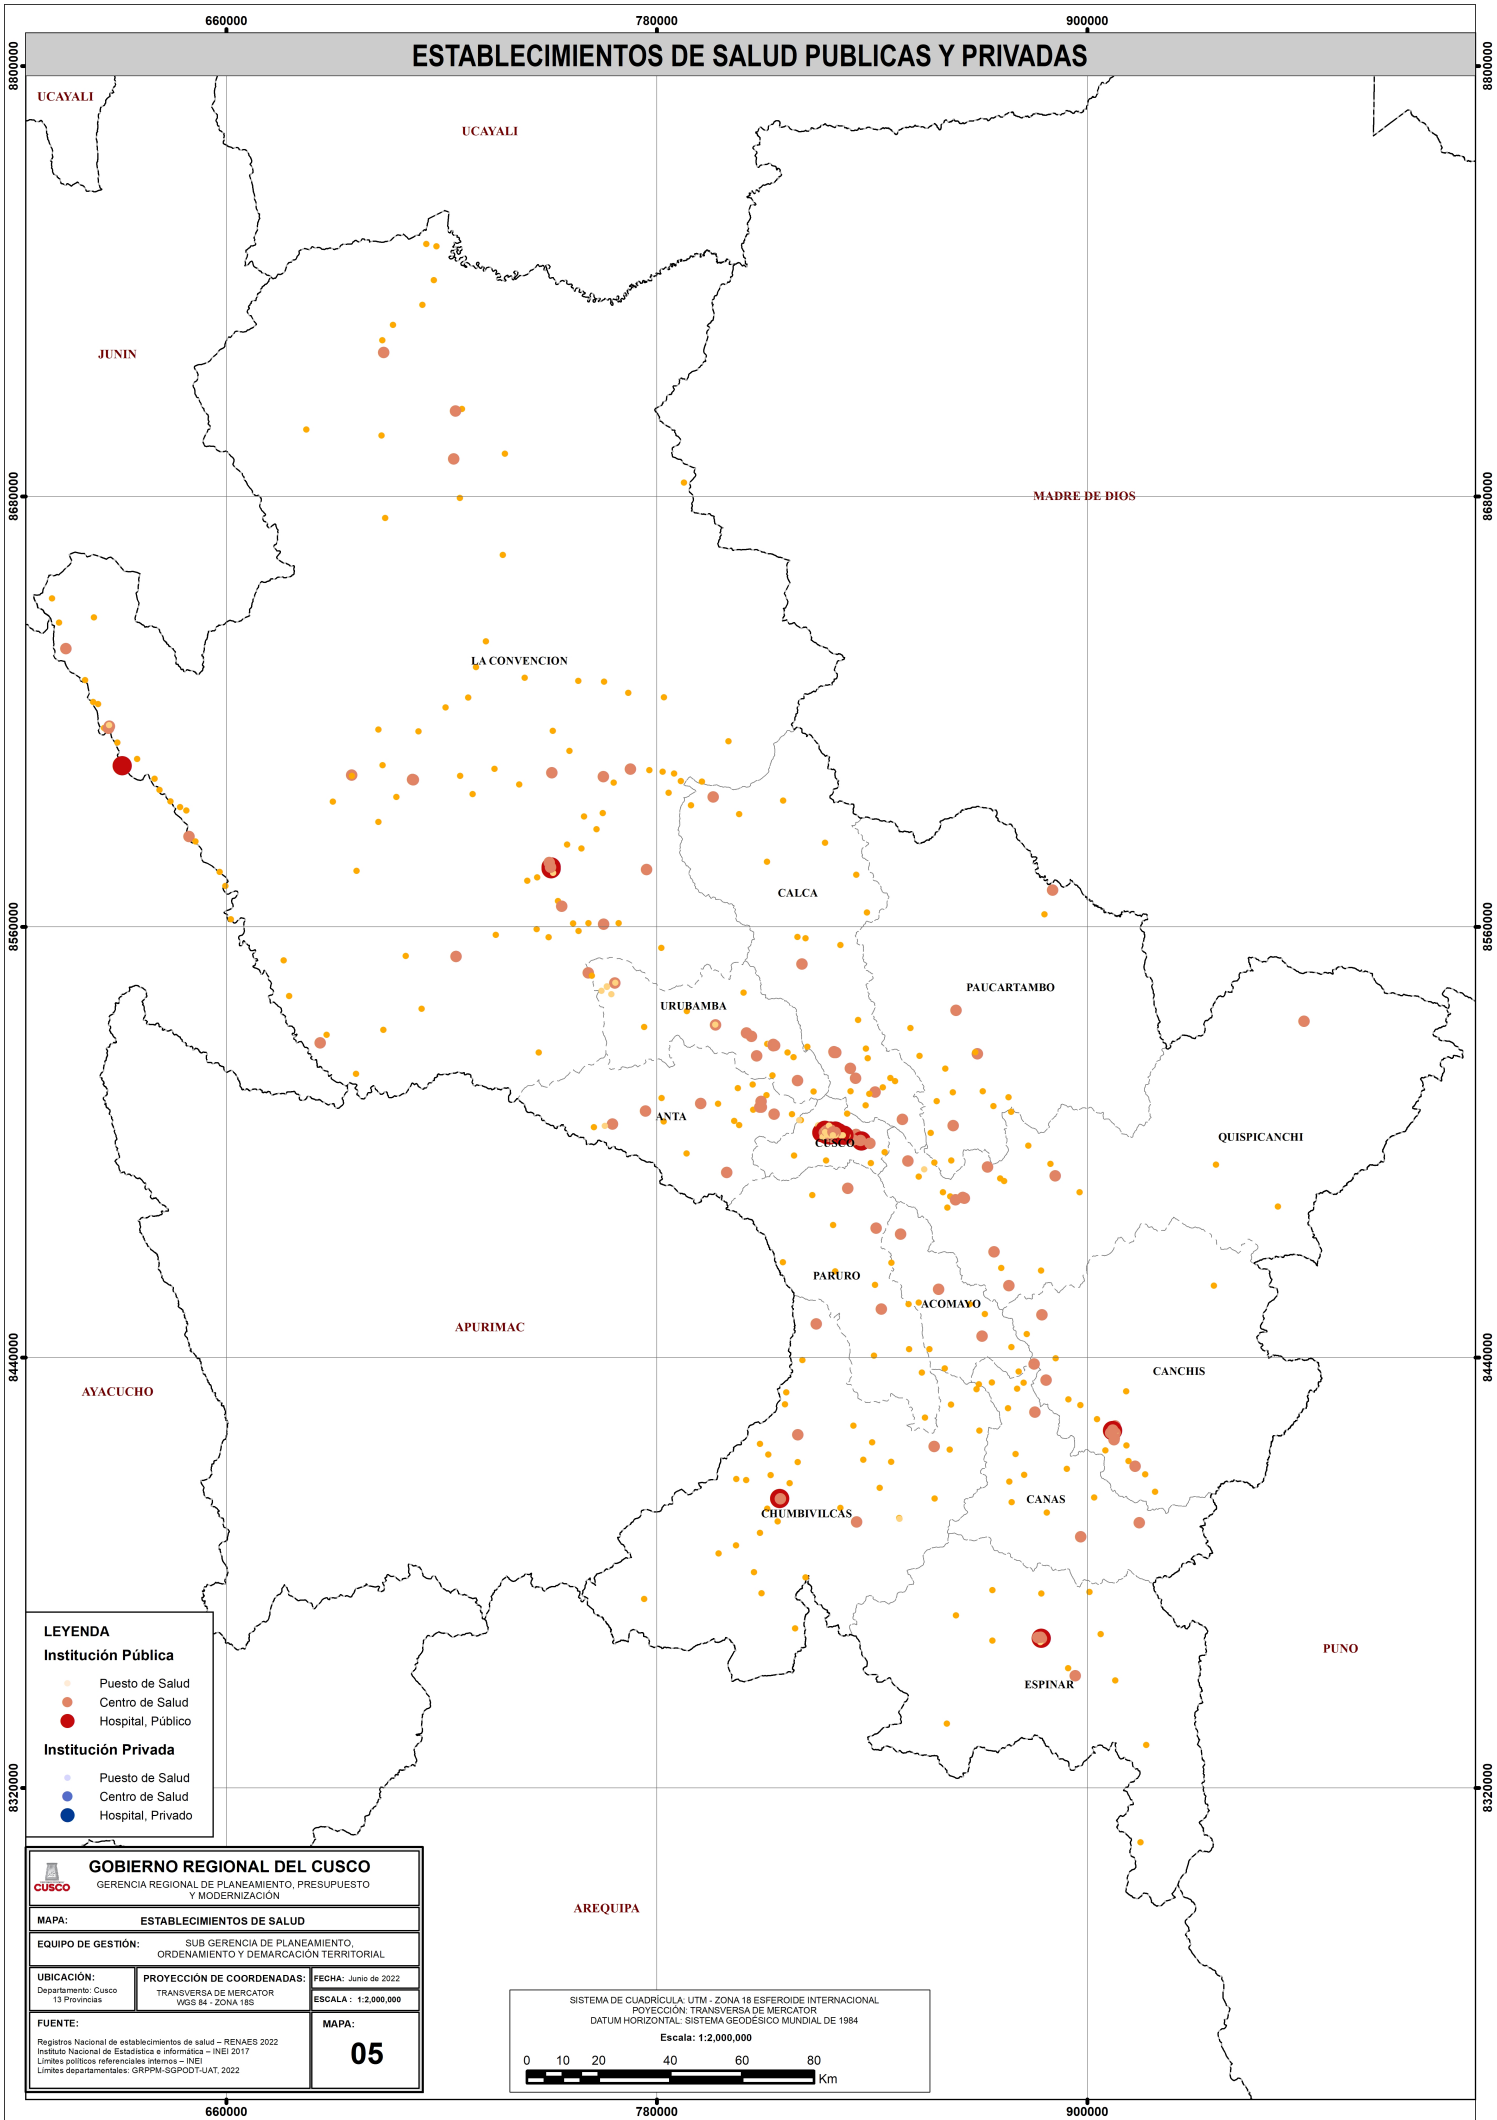 660000
780000
900000
ESTABLECIMIENTOS DE SALUD PUBLICAS Y PRIVADAS
8800000
8800000
UCAYALI
UCAYALI
JUNIN
8680000
MADRE DE DIOS
8680000
LA CONVENCION
CALCA
8560000
8560000
PAUCARTAMBO
URUBAMBA
ANTA
QUISPICANCHI
CUSCO
PARURO
ACOMAYO
APURIMAC
8440000
8440000
CANCHIS
AYACUCHO
CANAS
CHUMBIVILCAS
PUNO
ESPINAR
8320000
8320000
AREQUIPA
LEYENDA
Institución Pública
Puesto de Salud
Centro de Salud
Hospital, Público
Institución Privada
Puesto de Salud
Centro de Salud
Hospital, Privado
CUSCO
GOBIERNO REGIONAL DEL CUSCO
GERENCIA REGIONAL DE PLANEAMIENTO, PRESUPUESTO
Y MODERNIZACIÓN
MAPA: ESTABLECIMIENTOS DE SALUD
EQUIPO DE GESTIÓN: SUB GERENCIA DE PLANEAMIENTO,
ORDENAMIENTO Y DEMARCACIÓN TERRITORIAL
UBICACIÓN:
Departamento: Cusco
13 Provincias
PROYECCIÓN DE COORDENADAS:
TRANSVERSA DE MERCATOR
WGS 84 - ZONA 18S
FECHA: Junio de 2022
ESCALA : 1:2,000,000
FUENTE:
Registros Nacional de establecimientos de salud – RENAES 2022
Instituto Nacional de Estadística e informática – INEI 2017
Límites políticos referenciales internos – INEI
Límites departamentales: GRPPM-SGPODT-UAT, 2022
MAPA:
05
SISTEMA DE CUADRÍCULA: UTM - ZONA 18 ESFEROIDE INTERNACIONAL
POYECCIÓN: TRANSVERSA DE MERCATOR
DATUM HORIZONTAL: SISTEMA GEODÉSICO MUNDIAL DE 1984
Escala: 1:2,000,000
0 10 20 40 60 80
Km
660000
780000
900000